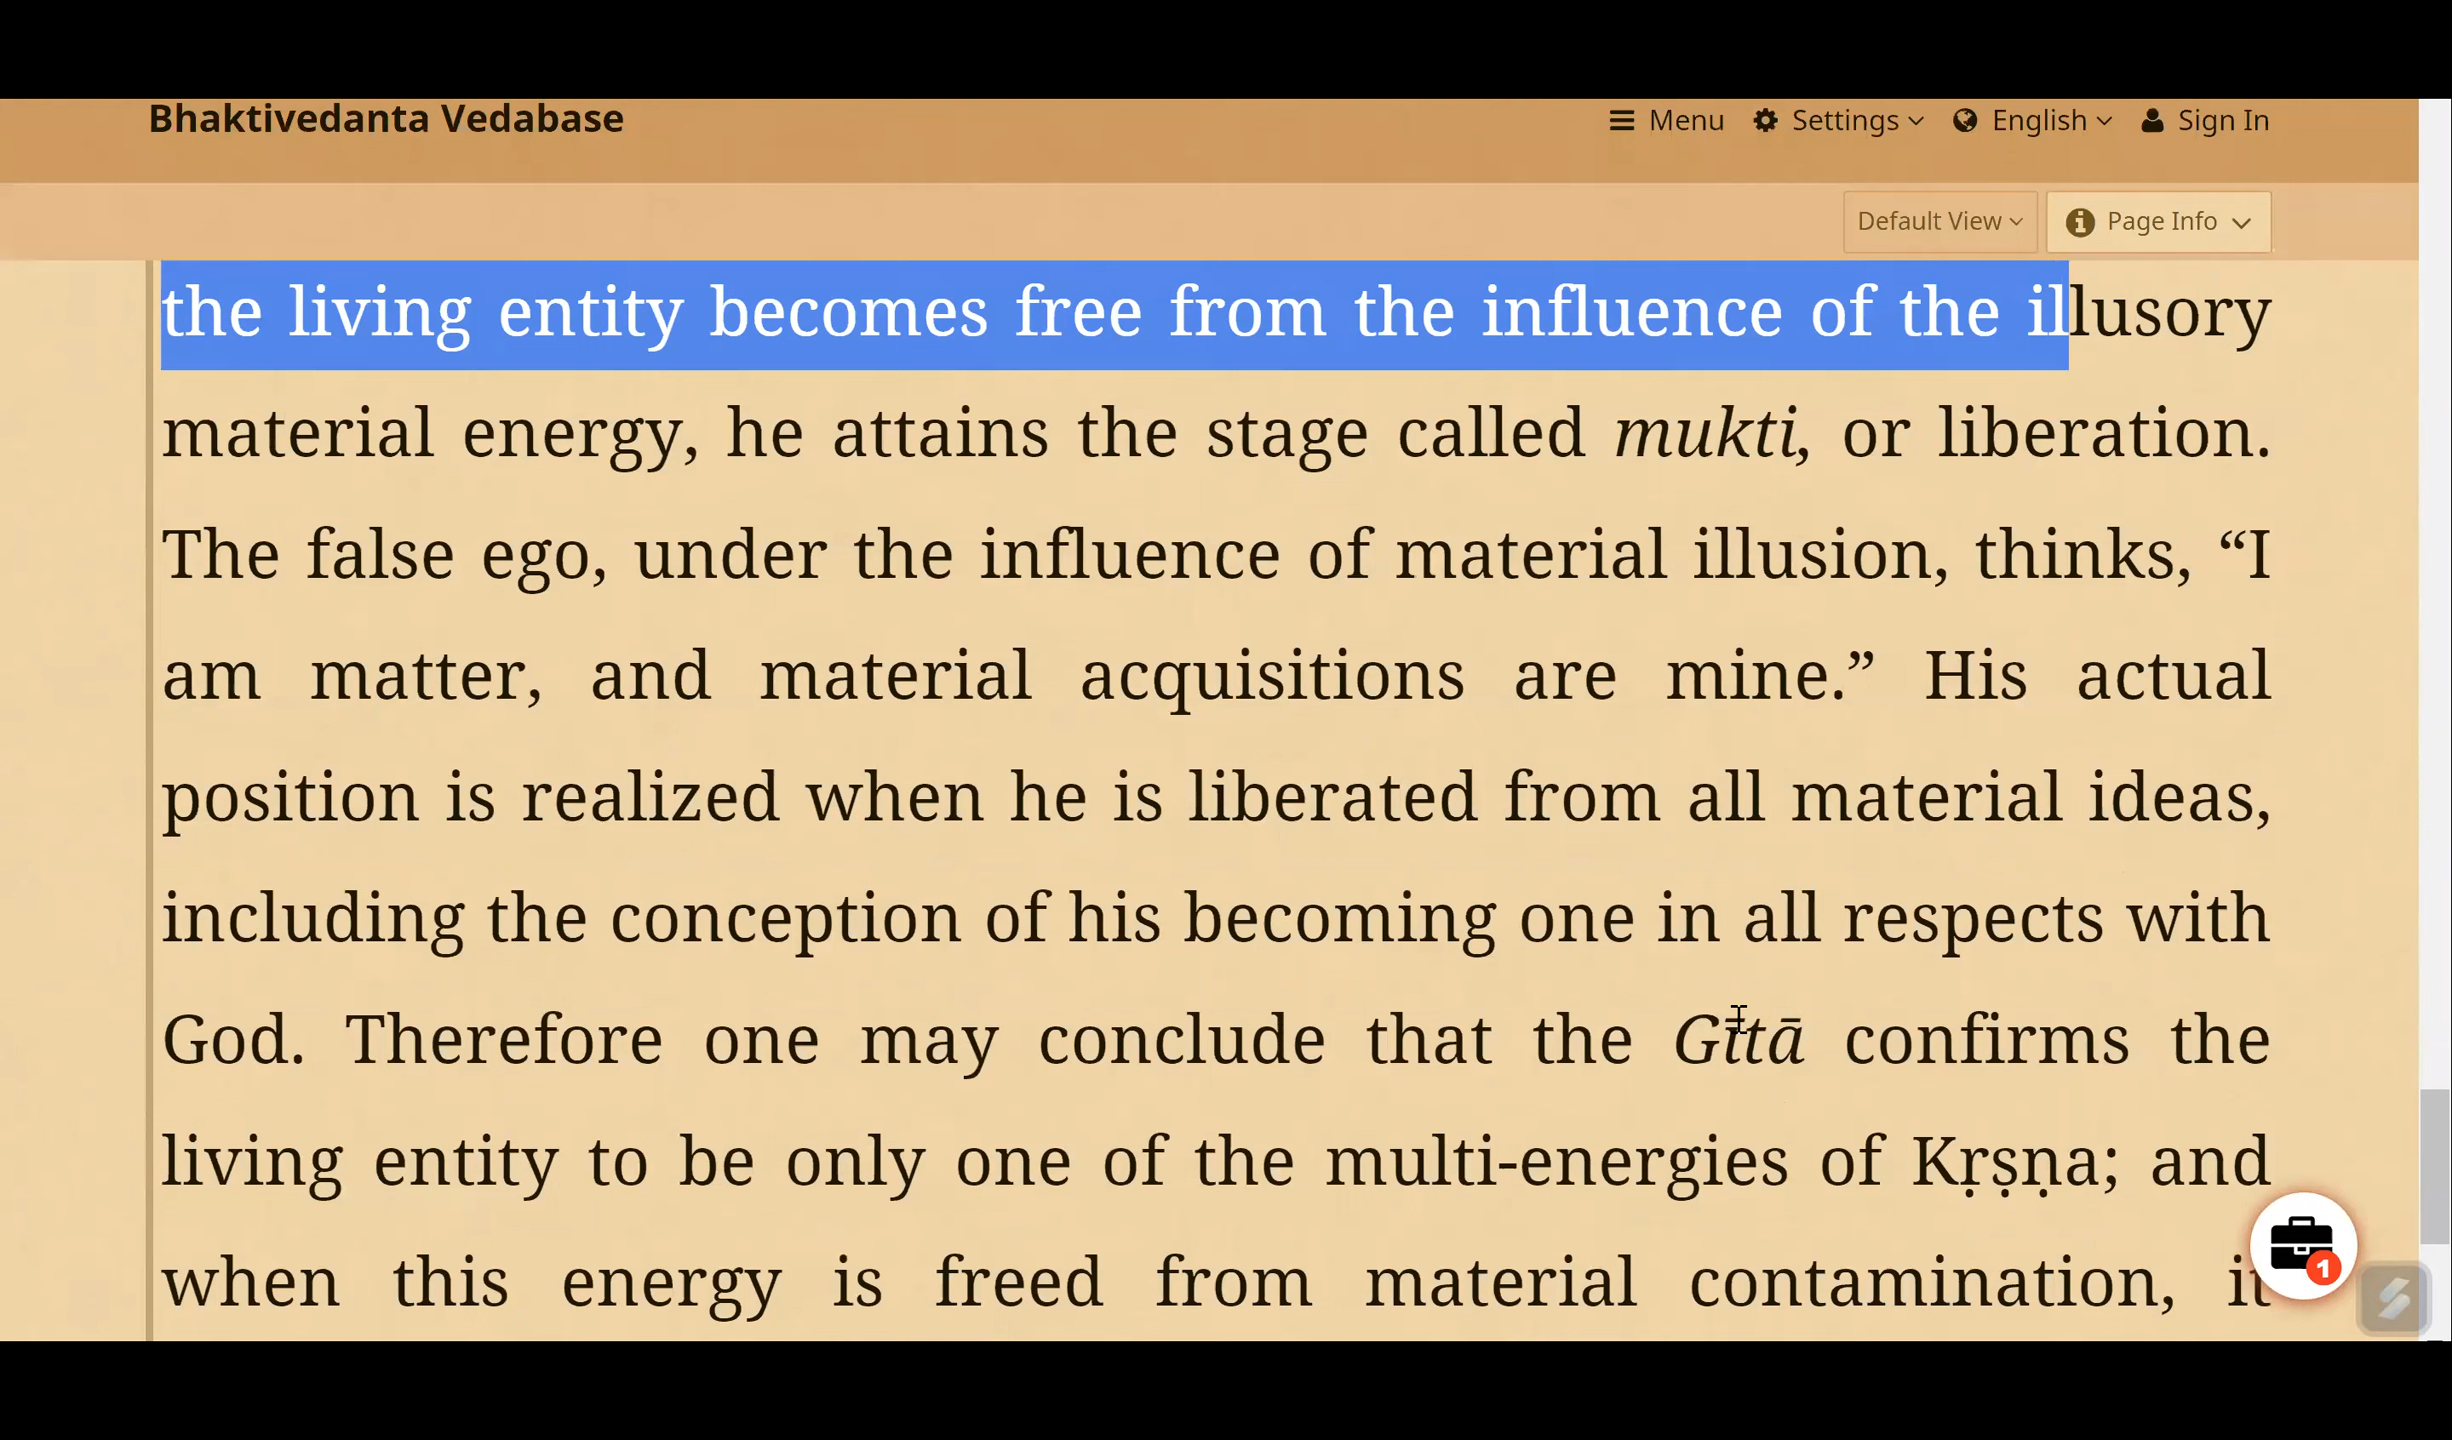 Bhaktivedanta Vedabase
Menu Settings English Sign In
Default View Page Info
the living entity becomes free from the influence of the illusory
material energy, he attains the stage called mukti, or liberation.
The false ego, under the influence of material illusion, thinks, “I
am matter, and material acquisitions are mine.” His actual
position is realized when he is liberated from all material ideas,
including the conception of his becoming one in all respects with
God. Therefore one may conclude that the Gītā confirms the
living entity to be only one of the multi-energies of Kṛṣṇa; and
when this energy is freed from material contamination, it
1